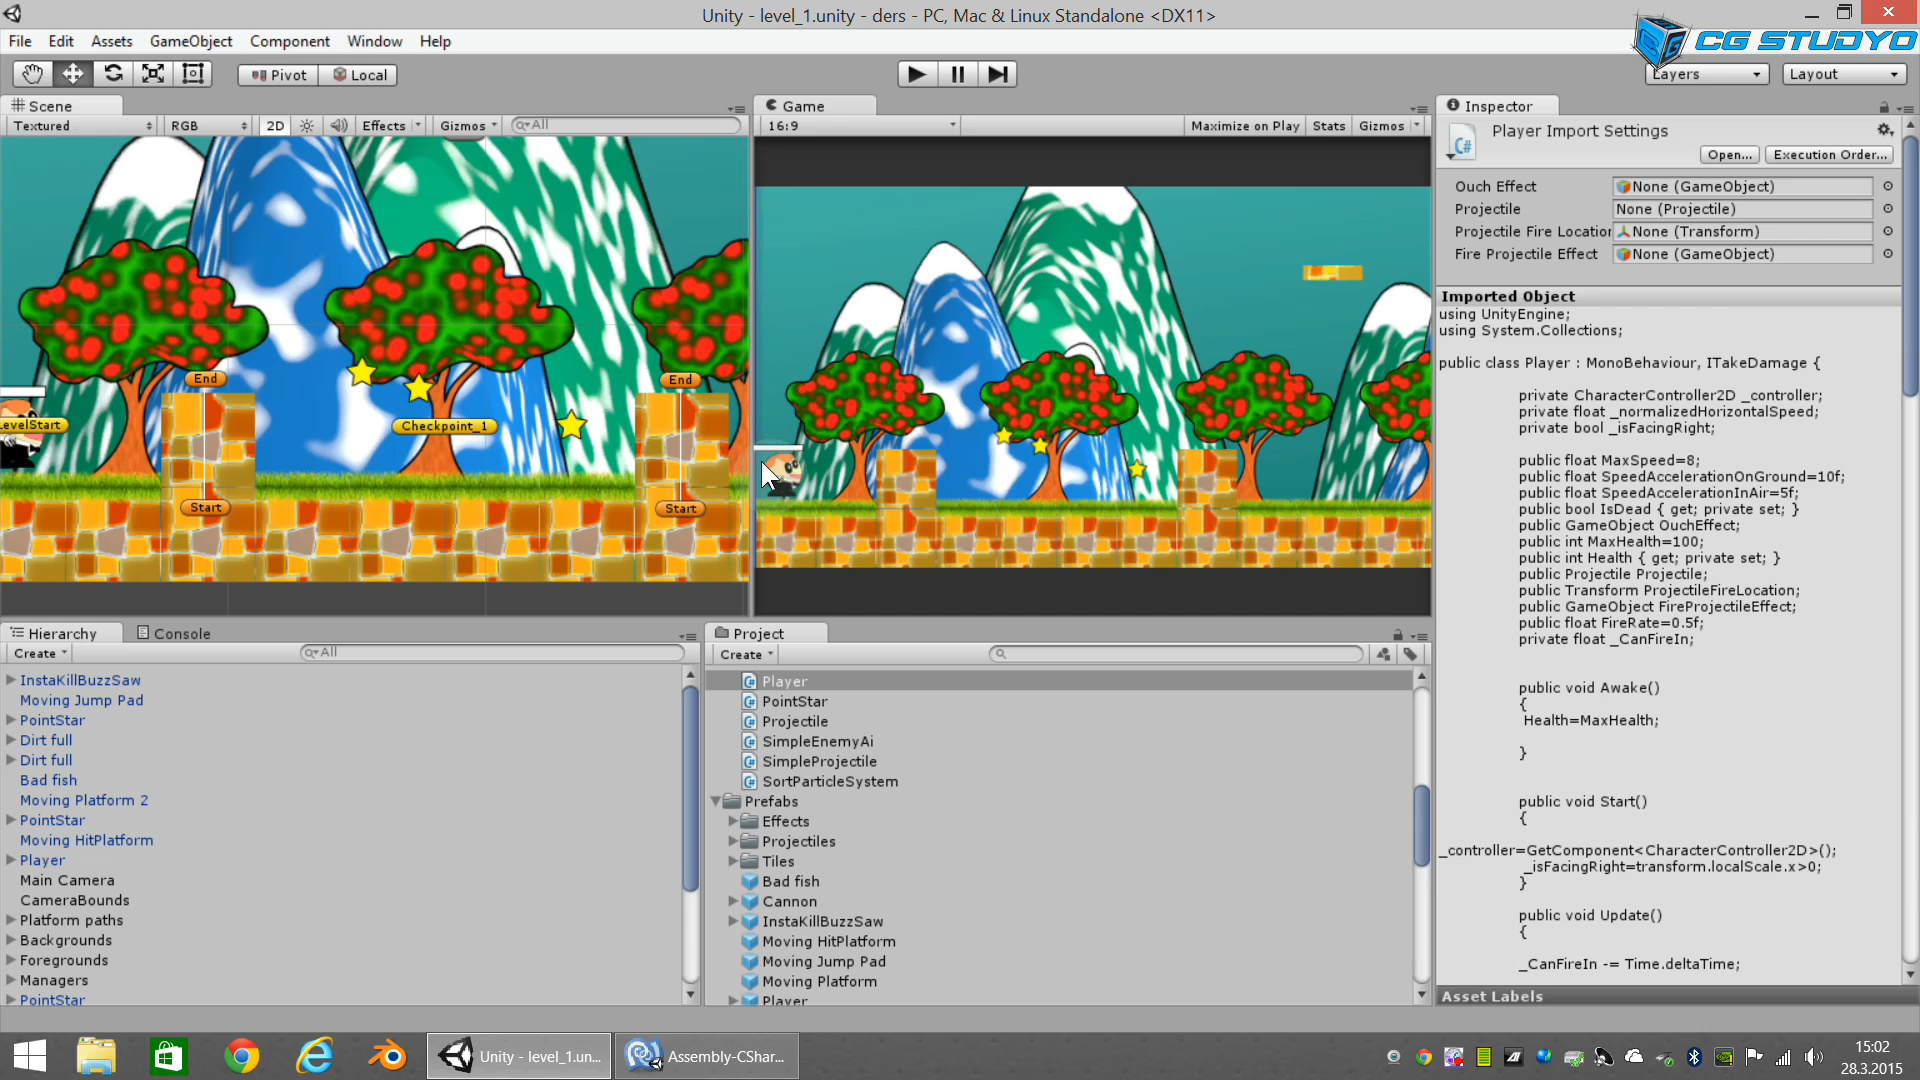 Unity - level_1.unity - ders - PC, Mac & Linux Standalone <DX11>
File Edit Assets GameObject Component Window Help
CG STUDYO
Pivot Local
Layers Layout
Scene
Textured RGB 2D Effects Gizmos All
End
End
LevelStart
Checkpoint_1
Start
Start
Game
16:9 Maximize on Play Stats Gizmos
Inspector
Player Import Settings
Open... Execution Order...
Ouch Effect None (GameObject)
Projectile None (Projectile)
Projectile Fire Location None (Transform)
Fire Projectile Effect None (GameObject)
Imported Object
using UnityEngine;
using System.Collections;
public class Player : MonoBehaviour, ITakeDamage {
private CharacterController2D _controller;
private float _normalizedHorizontalSpeed;
private bool _isFacingRight;
public float MaxSpeed=8;
public float SpeedAccelerationOnGround=10f;
public float SpeedAccelerationInAir=5f;
public bool IsDead { get; private set; }
public GameObject OuchEffect;
public int MaxHealth=100;
public int Health { get; private set; }
public Projectile Projectile;
public Transform ProjectileFireLocation;
public GameObject FireProjectileEffect;
public float FireRate=0.5f;
private float _CanFireIn;
public void Awake()
{
Health=MaxHealth;
}
public void Start()
{
_controller=GetComponent<CharacterController2D>();
_isFacingRight=transform.localScale.x>0;
}
public void Update()
{
_CanFireIn -= Time.deltaTime;
Asset Labels
Hierarchy Console
Create All
InstaKillBuzzSaw
Moving Jump Pad
PointStar
Dirt full
Dirt full
Bad fish
Moving Platform 2
PointStar
Moving HitPlatform
Player
Main Camera
CameraBounds
Platform paths
Backgrounds
Foregrounds
Managers
PointStar
Project
Create
Player
PointStar
Projectile
SimpleEnemyAi
SimpleProjectile
SortParticleSystem
Prefabs
Effects
Projectiles
Tiles
Bad fish
Cannon
InstaKillBuzzSaw
Moving HitPlatform
Moving Jump Pad
Moving Platform
Player
Unity - level_1.un...
Assembly-CShar...
15:02
28.3.2015